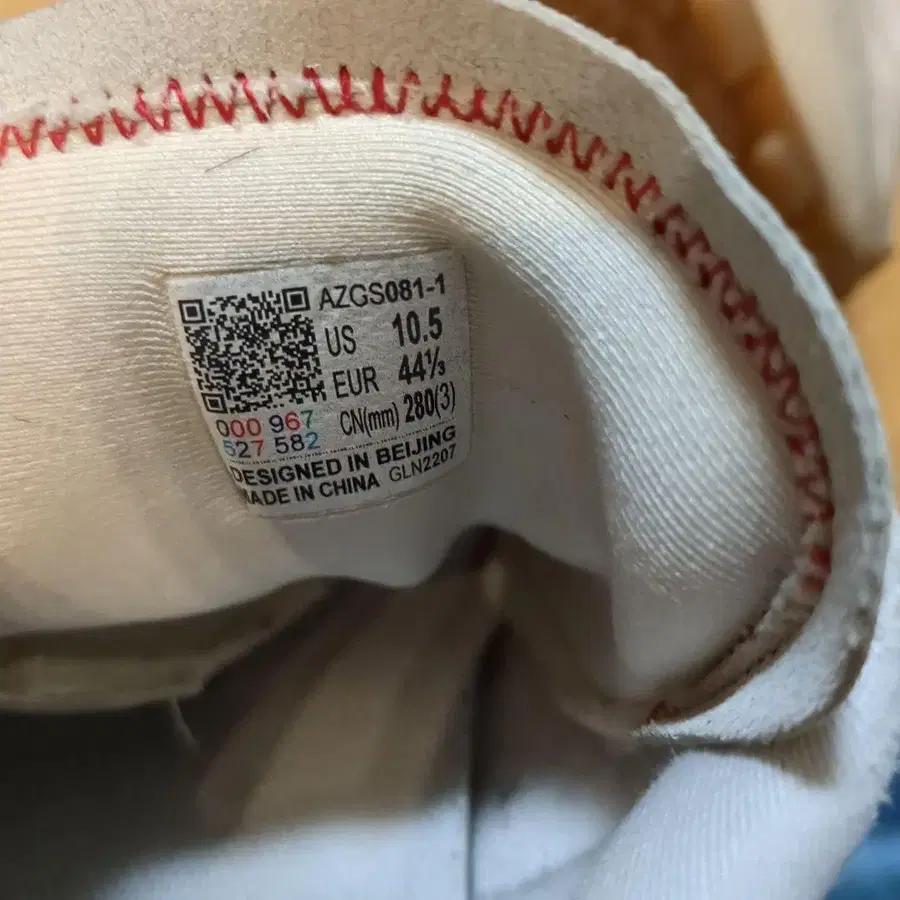 AZGS081-1
US 10.5
EUR 44⅓
CN(mm) 280(3)
000 967
527 582
DESIGNED IN BEIJING
MADE IN CHINA GLN2207